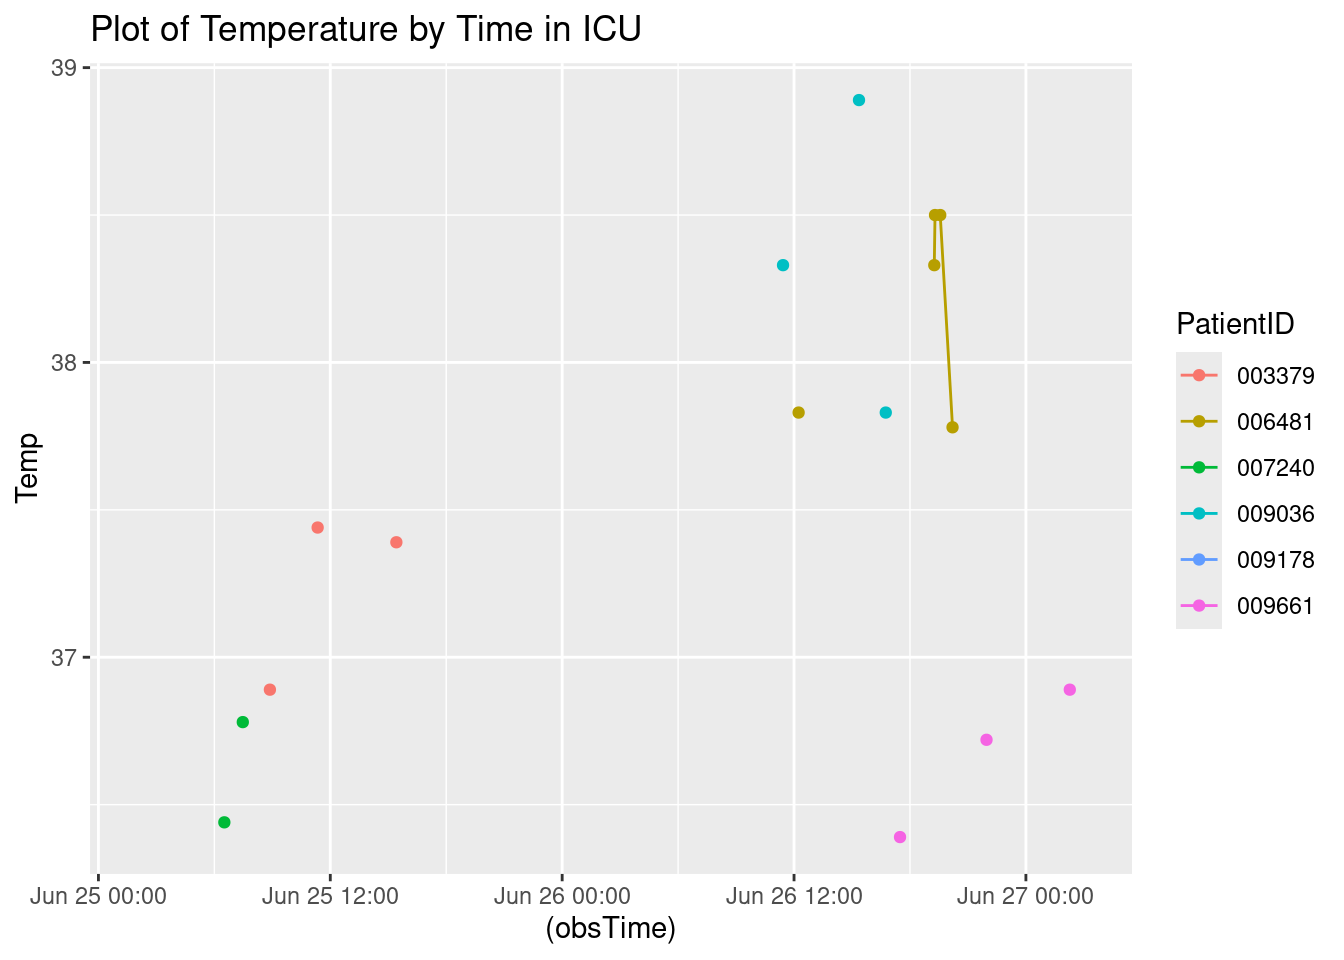 Plot of Temperature by Time in ICU
39
38
37
Temp
Jun 25 00:00
Jun 25 12:00
Jun 26 00:00
Jun 26 12:00
Jun 27 00:00
(obsTime)
PatientID
003379
006481
007240
009036
009178
009661